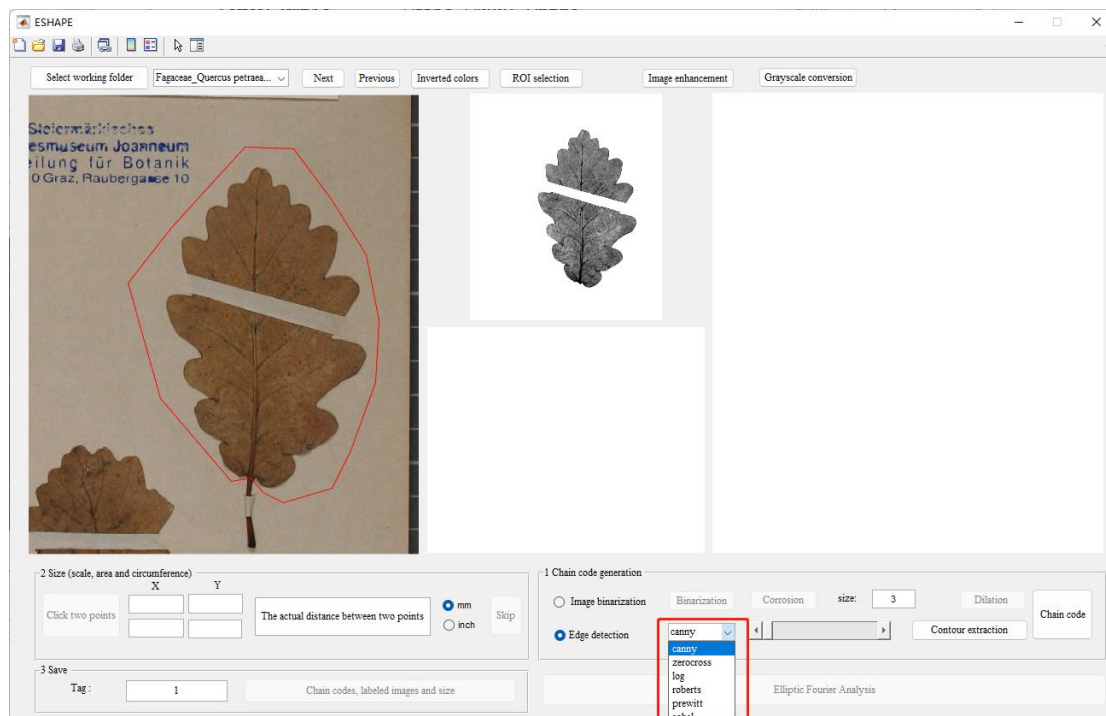 ESHAPE
Select working folder
Fagaceae_Quercus petraea...
Next
Previous
Inverted colors
ROI selection
Image enhancement
Grayscale conversion
Steiermärkisches
esmuseum Joanneum
eilung für Botanik
0 Graz, Raubergasse 10
2 Size (scale, area and circumference)
X Y
Click two points
The actual distance between two points
mm
inch
Skip
1 Chain code generation
Image binarization
Binarization
Corrosion
size:
3
Dilation
Chain code
Edge detection
canny
Contour extraction
canny
zerocross
log
roberts
prewitt
3 Save
Tag :
1
Chain codes, labeled images and size
Elliptic Fourier Analysis